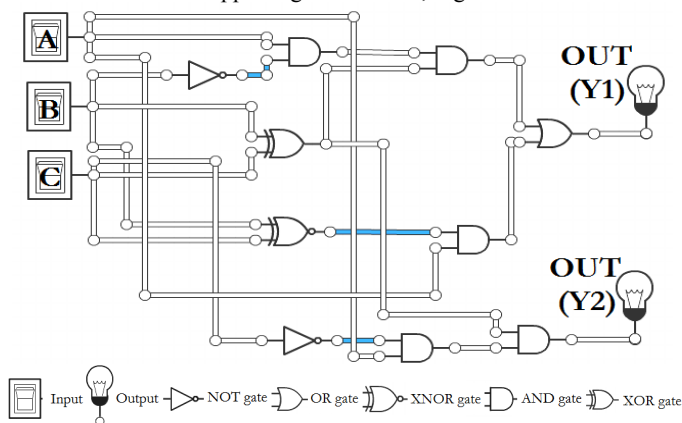 A
OUT
(Y1)
B
C
OUT
(Y2)
Input Output NOT gate OR gate XNOR gate AND gate XOR gate